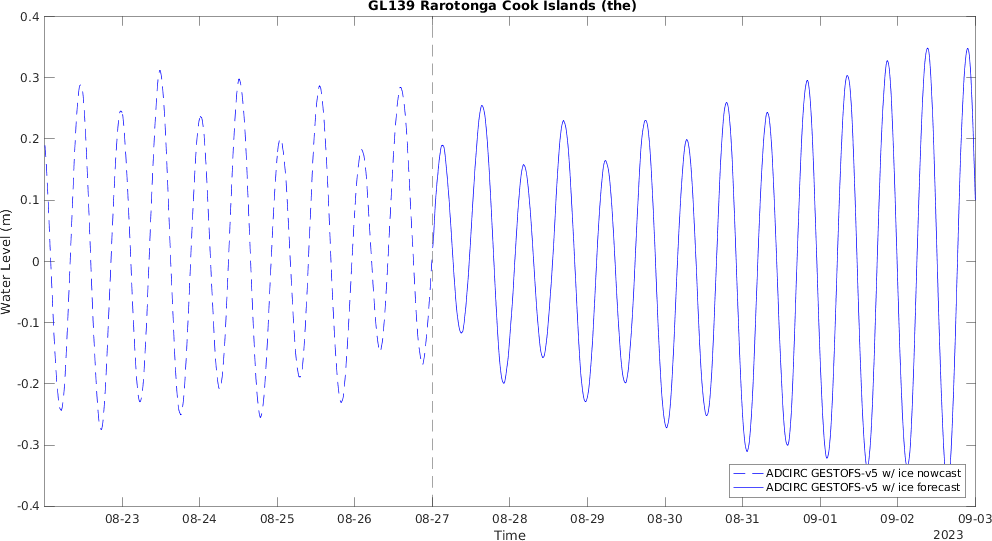 GL139 Rarotonga Cook Islands (the)
Water Level (m)
0.4
0.3
0.2
0.1
0
-0.1
-0.2
-0.3
-0.4
ADCIRC GESTOFS-v5 w/ ice nowcast
ADCIRC GESTOFS-v5 w/ ice forecast
08-23 08-24 08-25 08-26 08-27 08-28 08-29 08-30 08-31 09-01 09-02 09-03
Time
2023